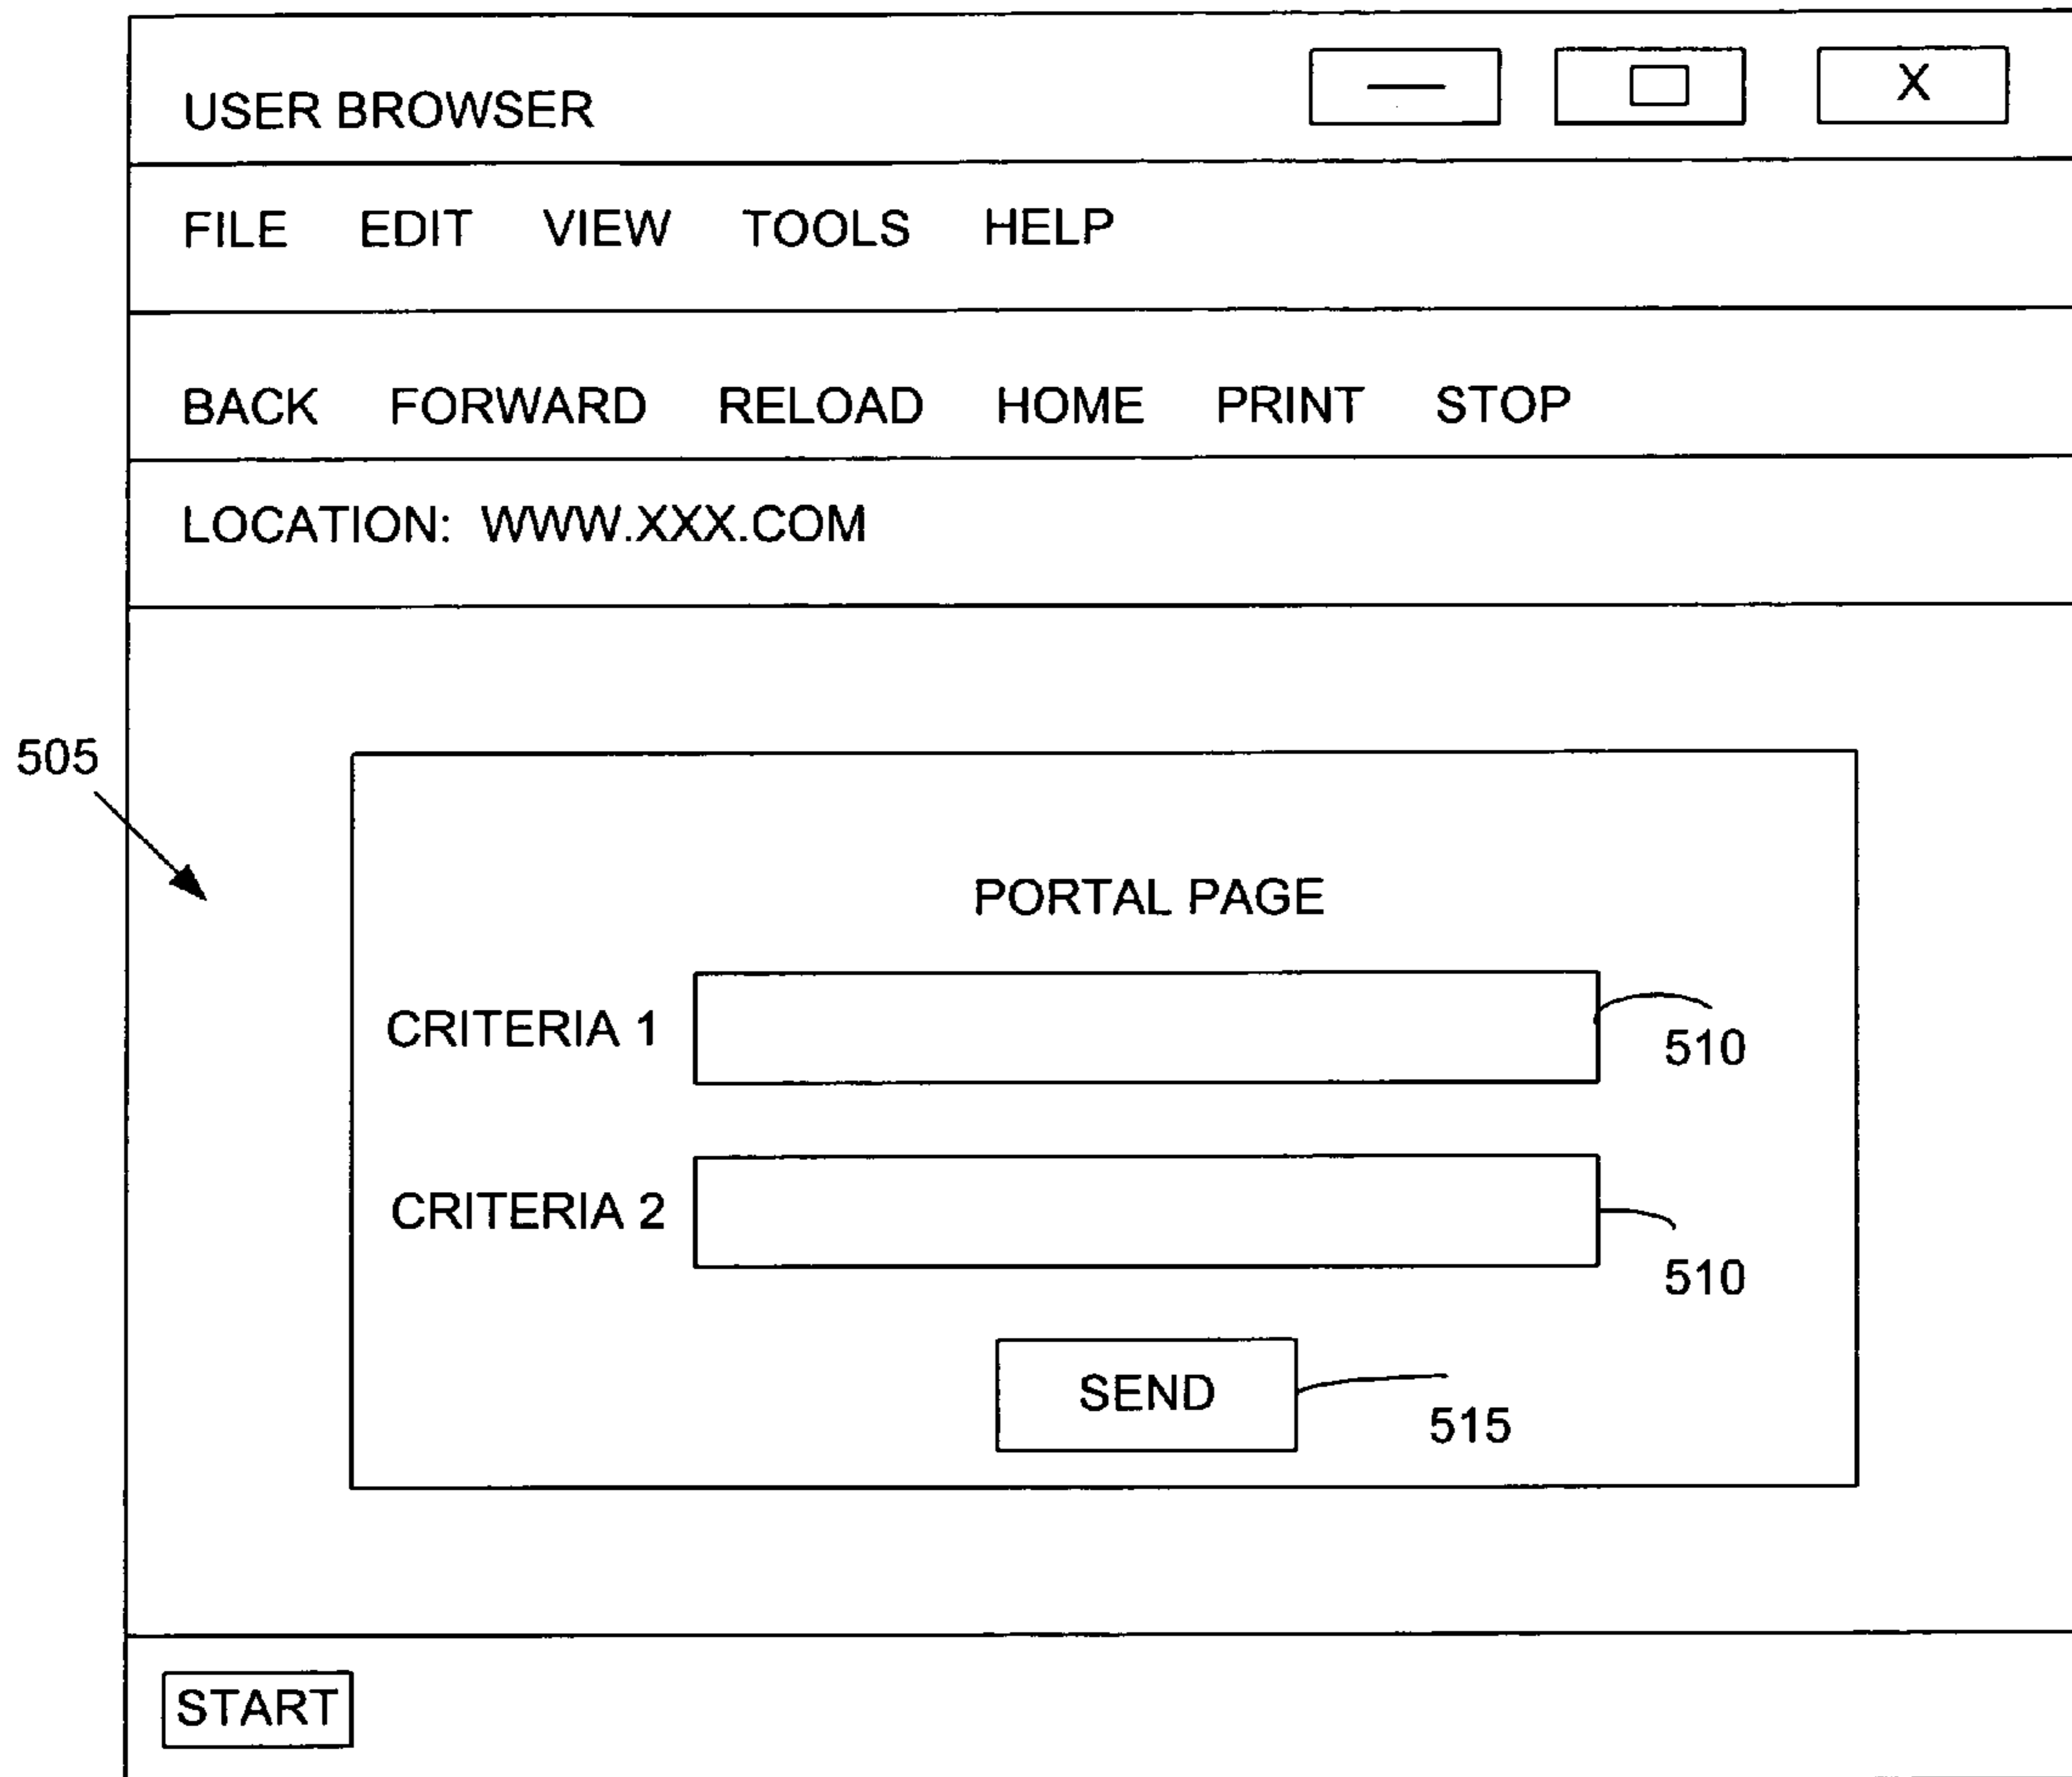 USER BROWSER X
FILE EDIT VIEW TOOLS HELP
BACK FORWARD RELOAD HOME PRINT STOP
LOCATION: WWW.XXX.COM
505
PORTAL PAGE
CRITERIA 1
510
CRITERIA 2
510
SEND
515
START